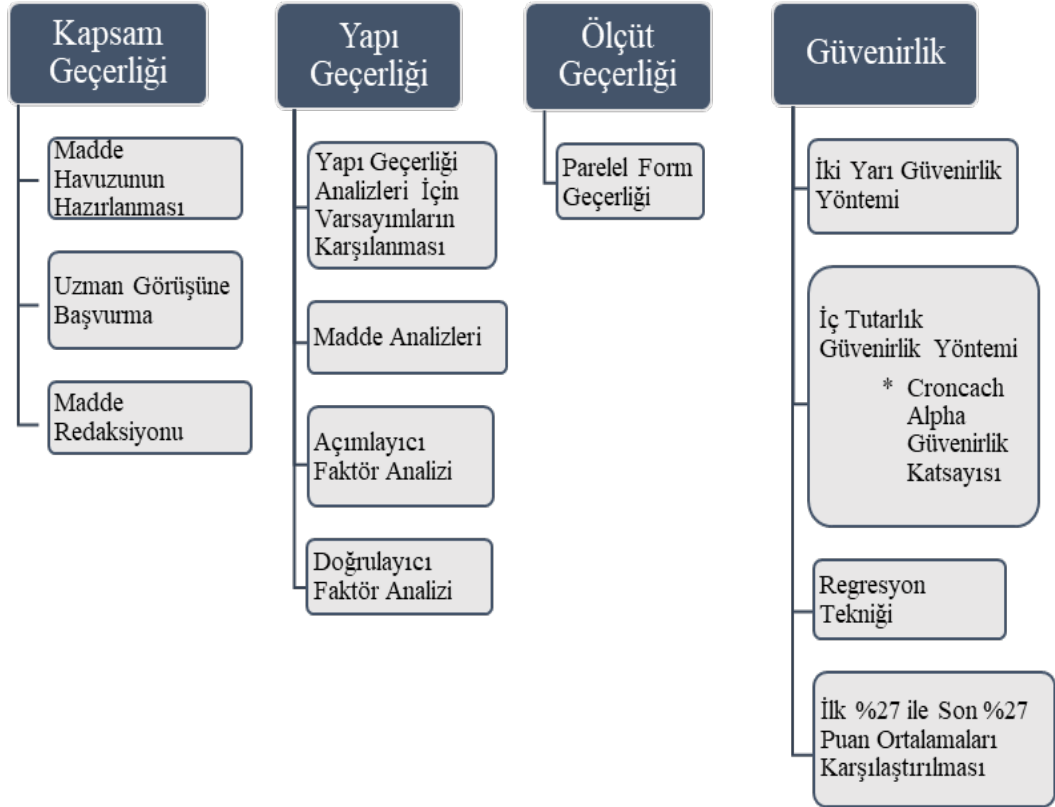 Kapsam
Geçerliği
Madde
Havuzunun
Hazırlanması
Uzman Görüşüne
Başvurma
Madde
Redaksiyonu
Yapı
Geçerliği
Yapı Geçerliği
Analizleri İçin
Varsayımların
Karşılanması
Madde Analizleri
Açımlayıcı
Faktör Analizi
Doğrulayıcı
Faktör Analizi
Ölçüt
Geçerliği
Parelel Form
Geçerliği
Güvenirlik
İki Yarı Güvenirlik
Yöntemi
İç Tutarlık
Güvenirlik Yöntemi
* Croncach
Alpha
Güvenirlik
Katsayısı
Regresyon
Tekniği
İlk %27 ile Son %27
Puan Ortalamaları
Karşılaştırılması